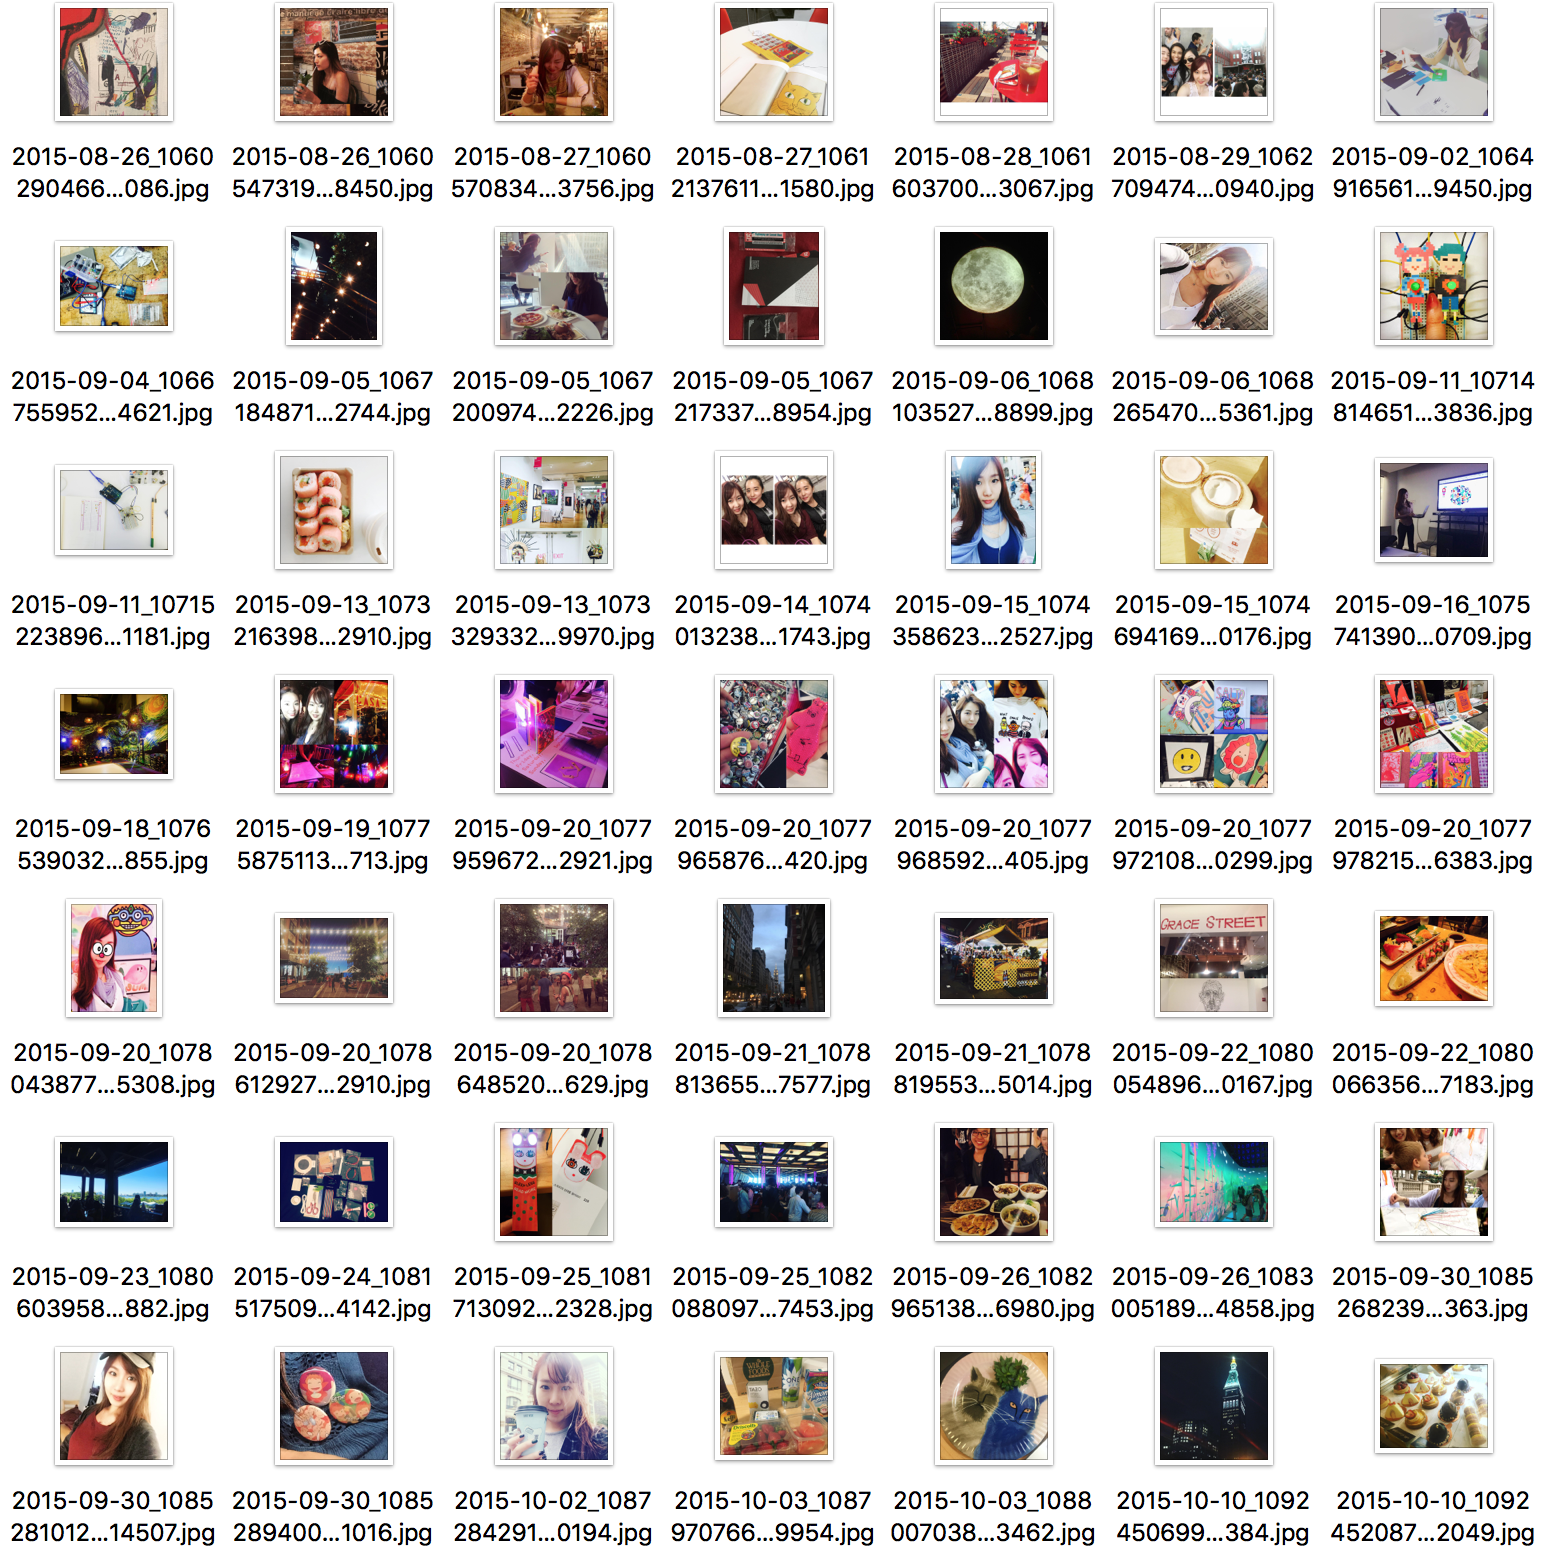 2015-08-26_1060
290466...086.jpg
2015-08-26_1060
547319...8450.jpg
2015-08-27_1060
570834...3756.jpg
2015-08-27_1061
2137611...1580.jpg
2015-08-28_1061
603700...3067.jpg
2015-08-29_1062
709474...0940.jpg
2015-09-02_1064
916561...9450.jpg
2015-09-04_1066
755952...4621.jpg
2015-09-05_1067
184871...2744.jpg
2015-09-05_1067
200974...2226.jpg
2015-09-05_1067
217337...8954.jpg
2015-09-06_1068
103527...8899.jpg
2015-09-06_1068
265470...5361.jpg
2015-09-11_10714
814651...3836.jpg
2015-09-11_10715
223896...1181.jpg
2015-09-13_1073
216398...2910.jpg
2015-09-13_1073
329332...9970.jpg
2015-09-14_1074
013238...1743.jpg
2015-09-15_1074
358623...2527.jpg
2015-09-15_1074
694169...0176.jpg
2015-09-16_1075
741390...0709.jpg
2015-09-18_1076
539032...855.jpg
2015-09-19_1077
5875113...713.jpg
2015-09-20_1077
959672...2921.jpg
2015-09-20_1077
965876...420.jpg
2015-09-20_1077
968592...405.jpg
2015-09-20_1077
972108...0299.jpg
2015-09-20_1077
978215...6383.jpg
GRACE STREET
2015-09-20_1078
043877...5308.jpg
2015-09-20_1078
612927...2910.jpg
2015-09-20_1078
648520...629.jpg
2015-09-21_1078
813655...7577.jpg
2015-09-21_1078
819553...5014.jpg
2015-09-22_1080
054896...0167.jpg
2015-09-22_1080
066356...7183.jpg
2015-09-23_1080
603958...882.jpg
2015-09-24_1081
517509...4142.jpg
2015-09-25_1081
713092...2328.jpg
2015-09-25_1082
088097...7453.jpg
2015-09-26_1082
965138...6980.jpg
2015-09-26_1083
005189...4858.jpg
2015-09-30_1085
268239...363.jpg
WHOLE
FOODS
2015-09-30_1085
281012...14507.jpg
2015-09-30_1085
289400...1016.jpg
2015-10-02_1087
284291...0194.jpg
2015-10-03_1087
970766...9954.jpg
2015-10-03_1088
007038...3462.jpg
2015-10-10_1092
450699...384.jpg
2015-10-10_1092
452087...2049.jpg